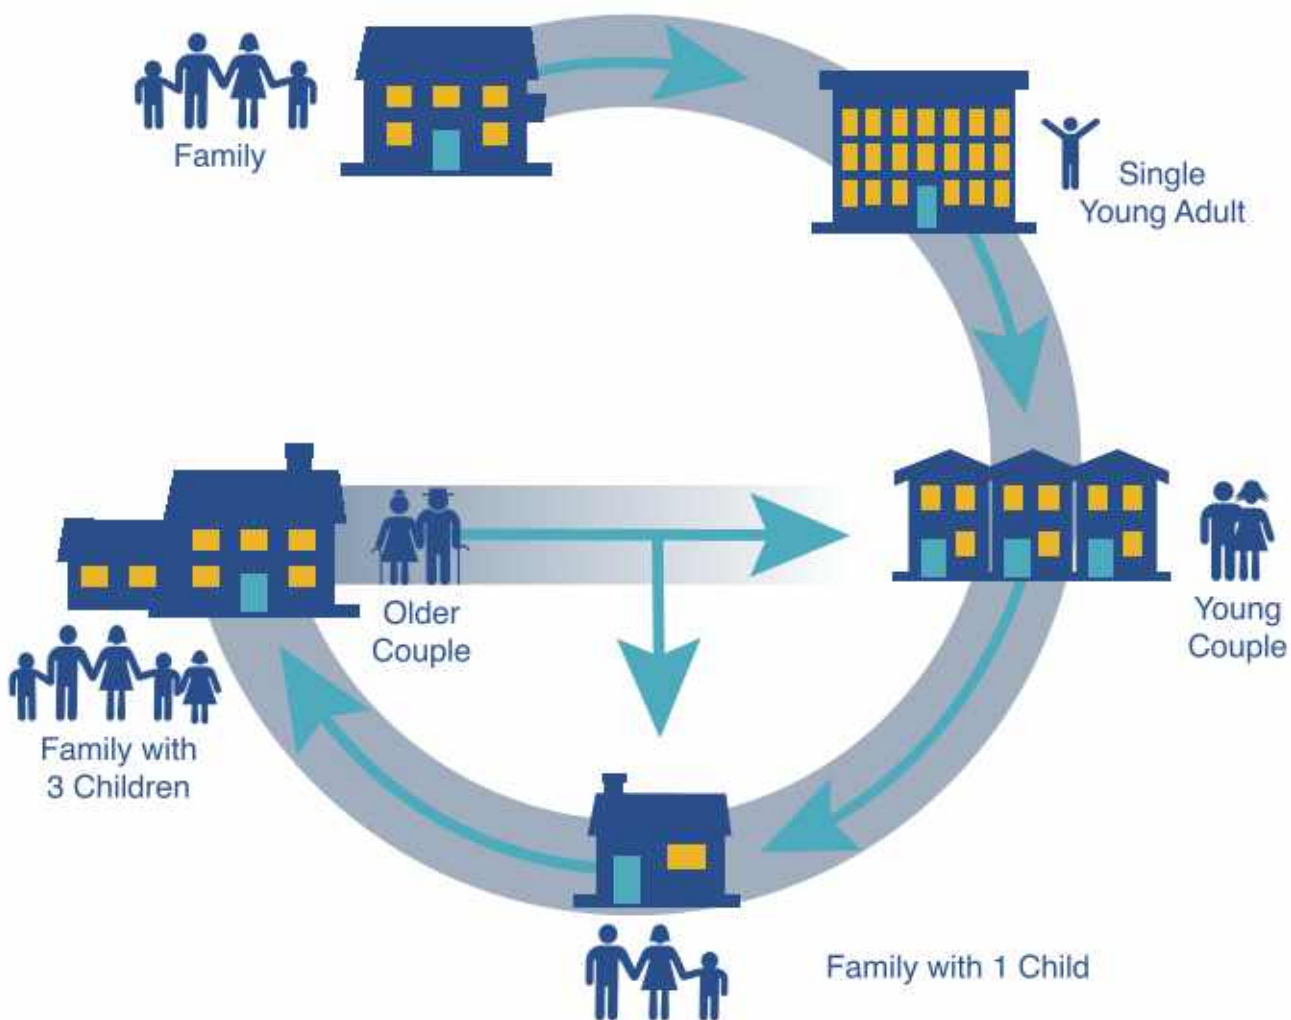 Family
Single
Young Adult
Older
Couple
Young
Couple
Family with
3 Children
Family with 1 Child